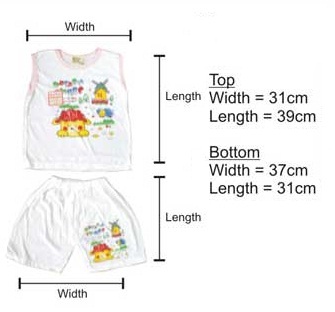 Width
Length
Top
Width = 31cm
Length = 39cm
Bottom
Width = 37cm
Length = 31cm
Length
Width